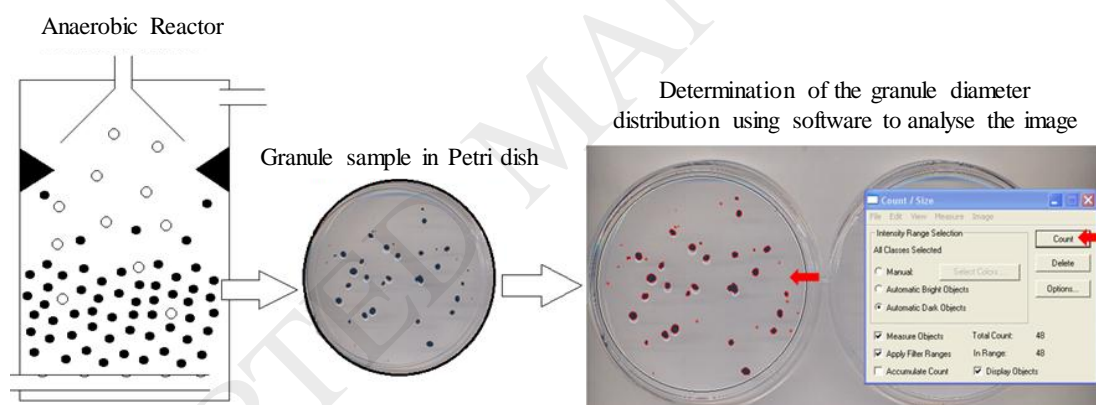 Anaerobic Reactor
Granule sample in Petri dish
Determination of the granule diameter
distribution using software to analyse the image
Count / Size
File Edit View Measure Image
Intensity Range Selection
All Classes Selected
Manual: Select Colors...
Automatic Bright Objects
Automatic Dark Objects
Count
Delete
Options...
Measure Objects Total Count: 48
Apply Filter Ranges In Range: 48
Accumulate Count Display Objects